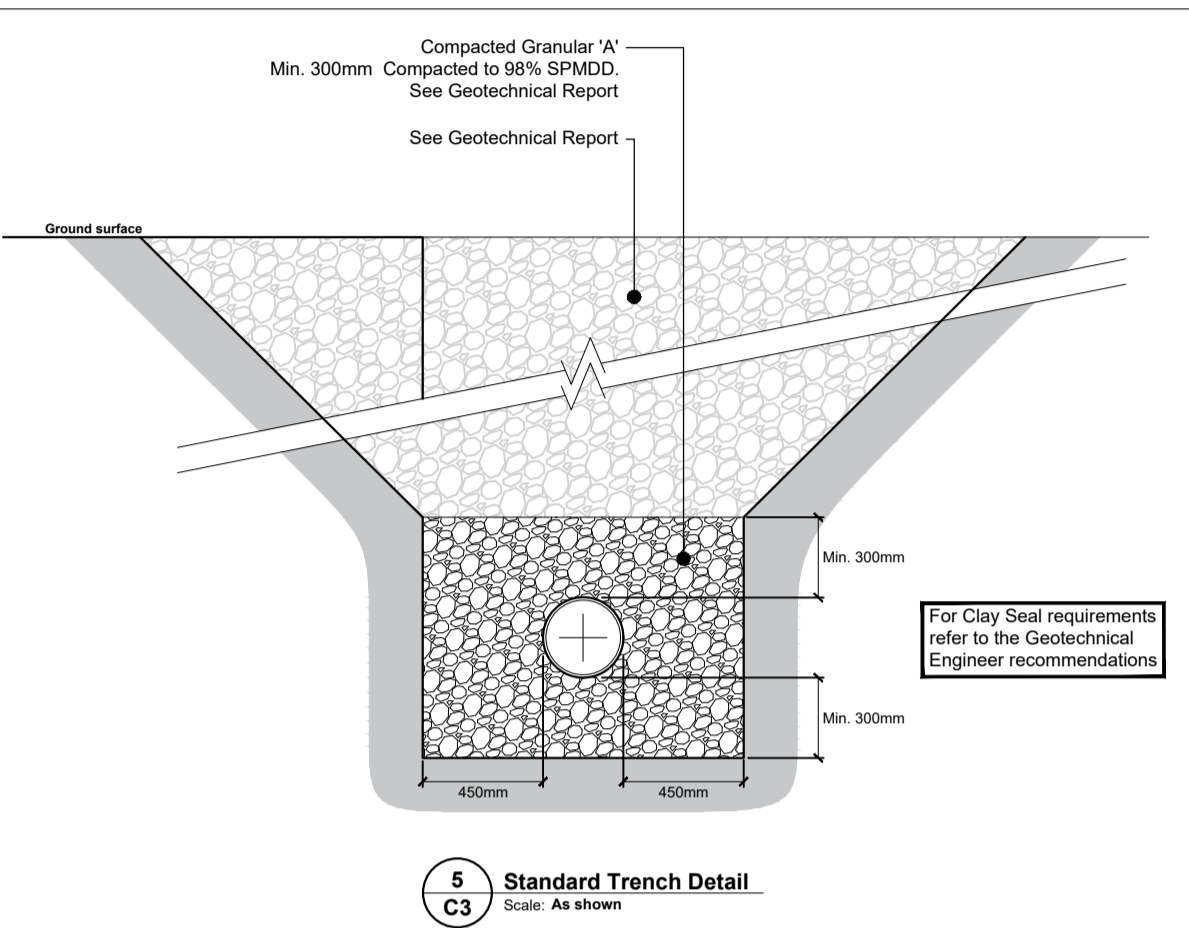 Compacted Granular 'A'
Min. 300mm Compacted to 98% SPMDD.
See Geotechnical Report
See Geotechnical Report
Ground surface
Min. 300mm
For Clay Seal requirements
refer to the Geotechnical
Engineer recommendations
Min. 300mm
450mm
450mm
5
C3
Standard Trench Detail
Scale: As shown